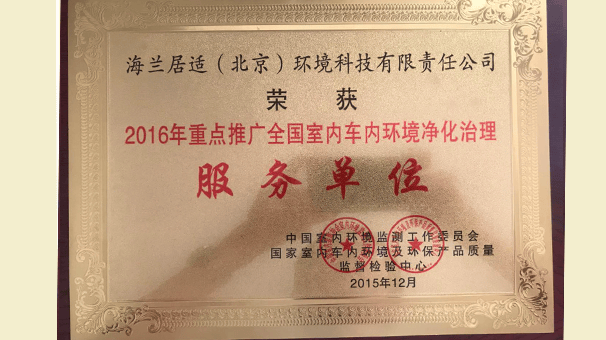 海兰居适（北京）环境科技有限责任公司
荣 获
2016年重点推广全国室内车内环境净化治理
服务单位
中国室内环境监测工作委员会
国家室内车内环境及环保产品质量
监督检验中心
2015年12月